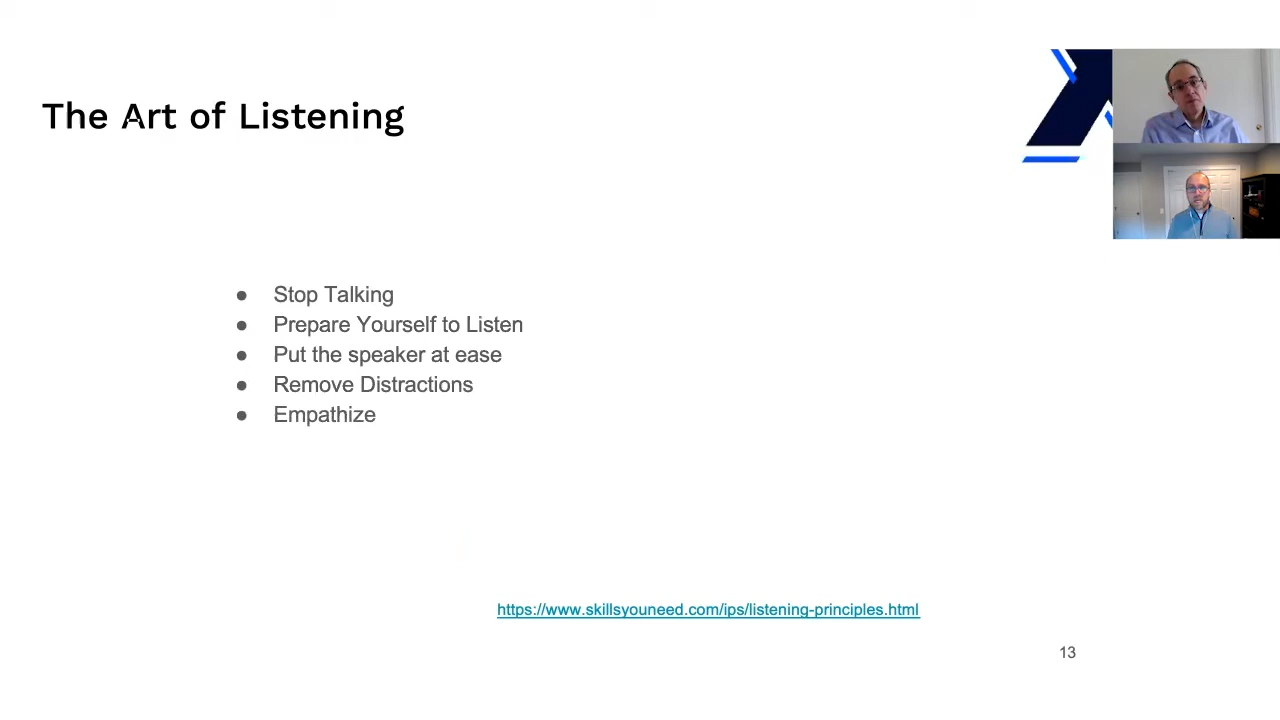 The Art of Listening
● Stop Talking
● Prepare Yourself to Listen
● Put the speaker at ease
● Remove Distractions
● Empathize
https://www.skillsyouneed.com/ips/listening-principles.html
13